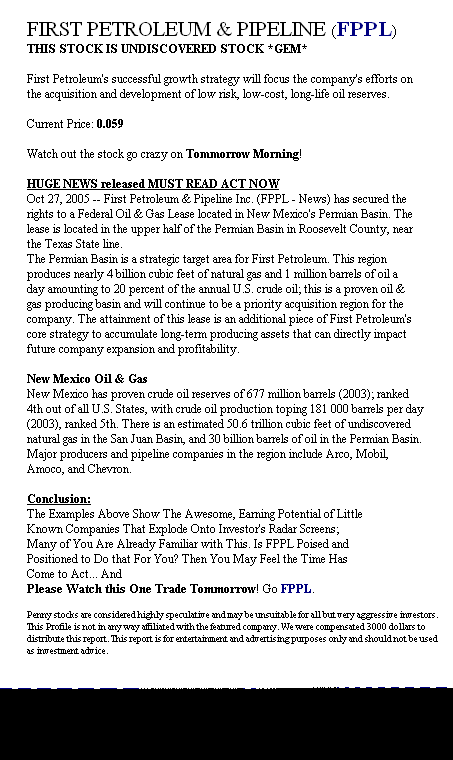 FIRST PETROLEUM & PIPELINE (FPPL)
THIS STOCK IS UNDISCOVERED STOCK *GEM*
First Petroleum's successful growth strategy will focus the company's efforts on
the acquisition and development of low risk, low-cost, long-life oil reserves.
Current Price: 0.059
Watch out the stock go crazy on Tommorrow Morning!
HUGE NEWS released MUST READ ACT NOW
Oct 27, 2005 -- First Petroleum & Pipeline Inc. (FPPL - News) has secured the
rights to a Federal Oil & Gas Lease located in New Mexico's Permian Basin. The
lease is located in the upper half of the Permian Basin in Roosevelt County, near
the Texas State line.
The Permian Basin is a strategic target area for First Petroleum. This region
produces nearly 4 billion cubic feet of natural gas and 1 million barrels of oil a
day amounting to 20 percent of the annual U.S. crude oil; this is a proven oil &
gas producing basin and will continue to be a priority acquisition region for the
company. The attainment of this lease is an additional piece of First Petroleum's
core strategy to accumulate long-term producing assets that can directly impact
future company expansion and profitability.
New Mexico Oil & Gas
New Mexico has proven crude oil reserves of 677 million barrels (2003); ranked
4th out of all U.S. States, with crude oil production toping 181 000 barrels per day
(2003), ranked 5th. There is an estimated 50.6 trillion cubic feet of undiscovered
natural gas in the San Juan Basin, and 30 billion barrels of oil in the Permian Basin.
Major producers and pipeline companies in the region include Arco, Mobil,
Amoco, and Chevron.
Conclusion:
The Examples Above Show The Awesome, Earning Potential of Little
Known Companies That Explode Onto Investor's Radar Screens;
Many of You Are Already Familiar with This. Is FPPL Poised and
Positioned to Do that For You? Then You May Feel the Time Has
Come to Act... And
Please Watch this One Trade Tommorrow! Go FPPL.
Penny stocks are considered highly speculative and may be unsuitable for all but very aggressive investors.
This Profile is not in any way affiliated with the featured company. We were compensated 3000 dollars to
distribute this report. This report is for entertainment and advertising purposes only and should not be used
as investment advice.